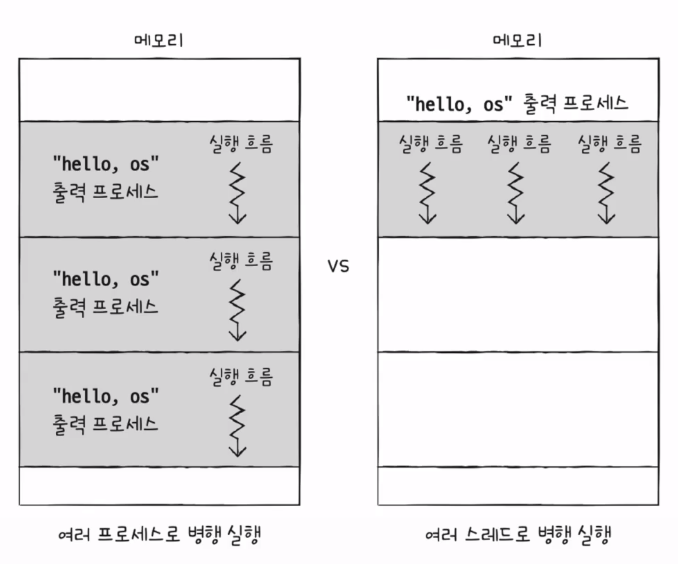 메모리
"hello, os"
출력 프로세스
실행 흐름
"hello, os"
출력 프로세스
실행 흐름
"hello, os"
출력 프로세스
실행 흐름
여러 프로세스로 병행 실행
vs
메모리
"hello, os" 출력 프로세스
실행 흐름 실행 흐름 실행 흐름
여러 스레드로 병행 실행